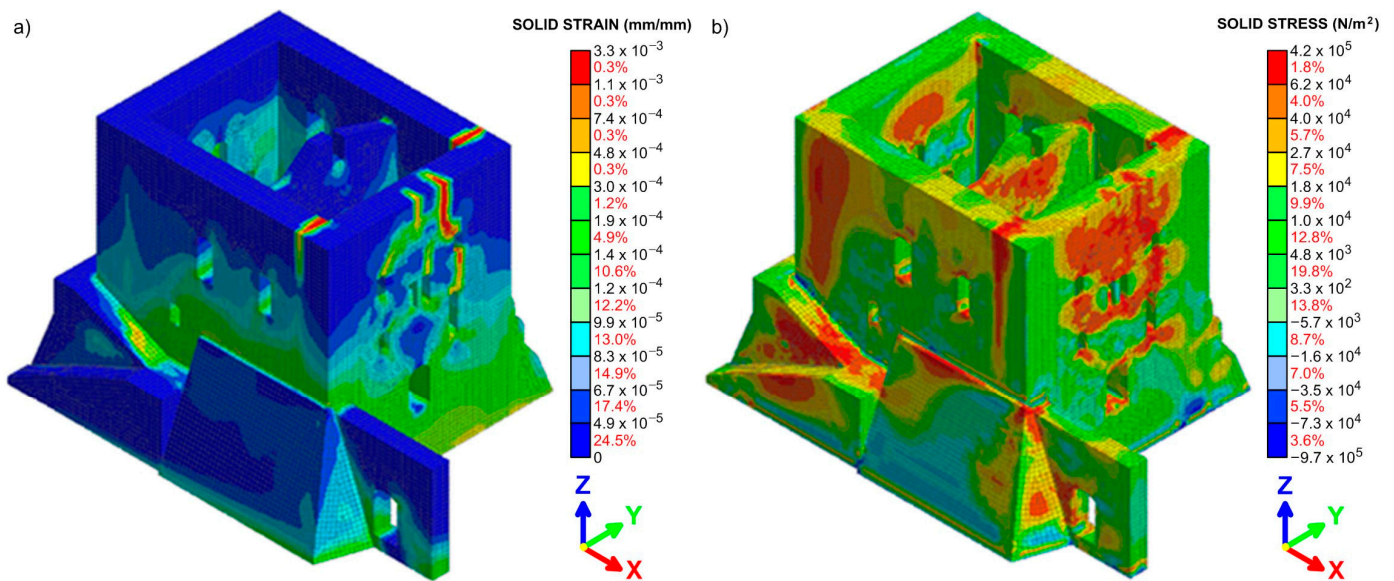 a)
SOLID STRAIN (mm/mm)
3.3 x 10⁻³
0.3%
1.1 x 10⁻³
0.3%
7.4 x 10⁻⁴
0.3%
4.8 x 10⁻⁴
0.3%
3.0 x 10⁻⁴
1.2%
1.9 x 10⁻⁴
4.9%
1.4 x 10⁻⁴
10.6%
1.2 x 10⁻⁴
12.2%
9.9 x 10⁻⁵
13.0%
8.3 x 10⁻⁵
14.9%
6.7 x 10⁻⁵
17.4%
4.9 x 10⁻⁵
24.5%
0
Z
Y
X
b)
SOLID STRESS (N/m²)
4.2 x 10⁵
1.8%
6.2 x 10⁴
4.0%
4.0 x 10⁴
5.7%
2.7 x 10⁴
7.5%
1.8 x 10⁴
9.9%
1.0 x 10⁴
12.8%
4.8 x 10³
19.8%
3.3 x 10²
13.8%
−5.7 x 10³
8.7%
−1.6 x 10⁴
7.0%
−3.5 x 10⁴
5.5%
−7.3 x 10⁴
3.6%
−9.7 x 10⁵
Z
Y
X